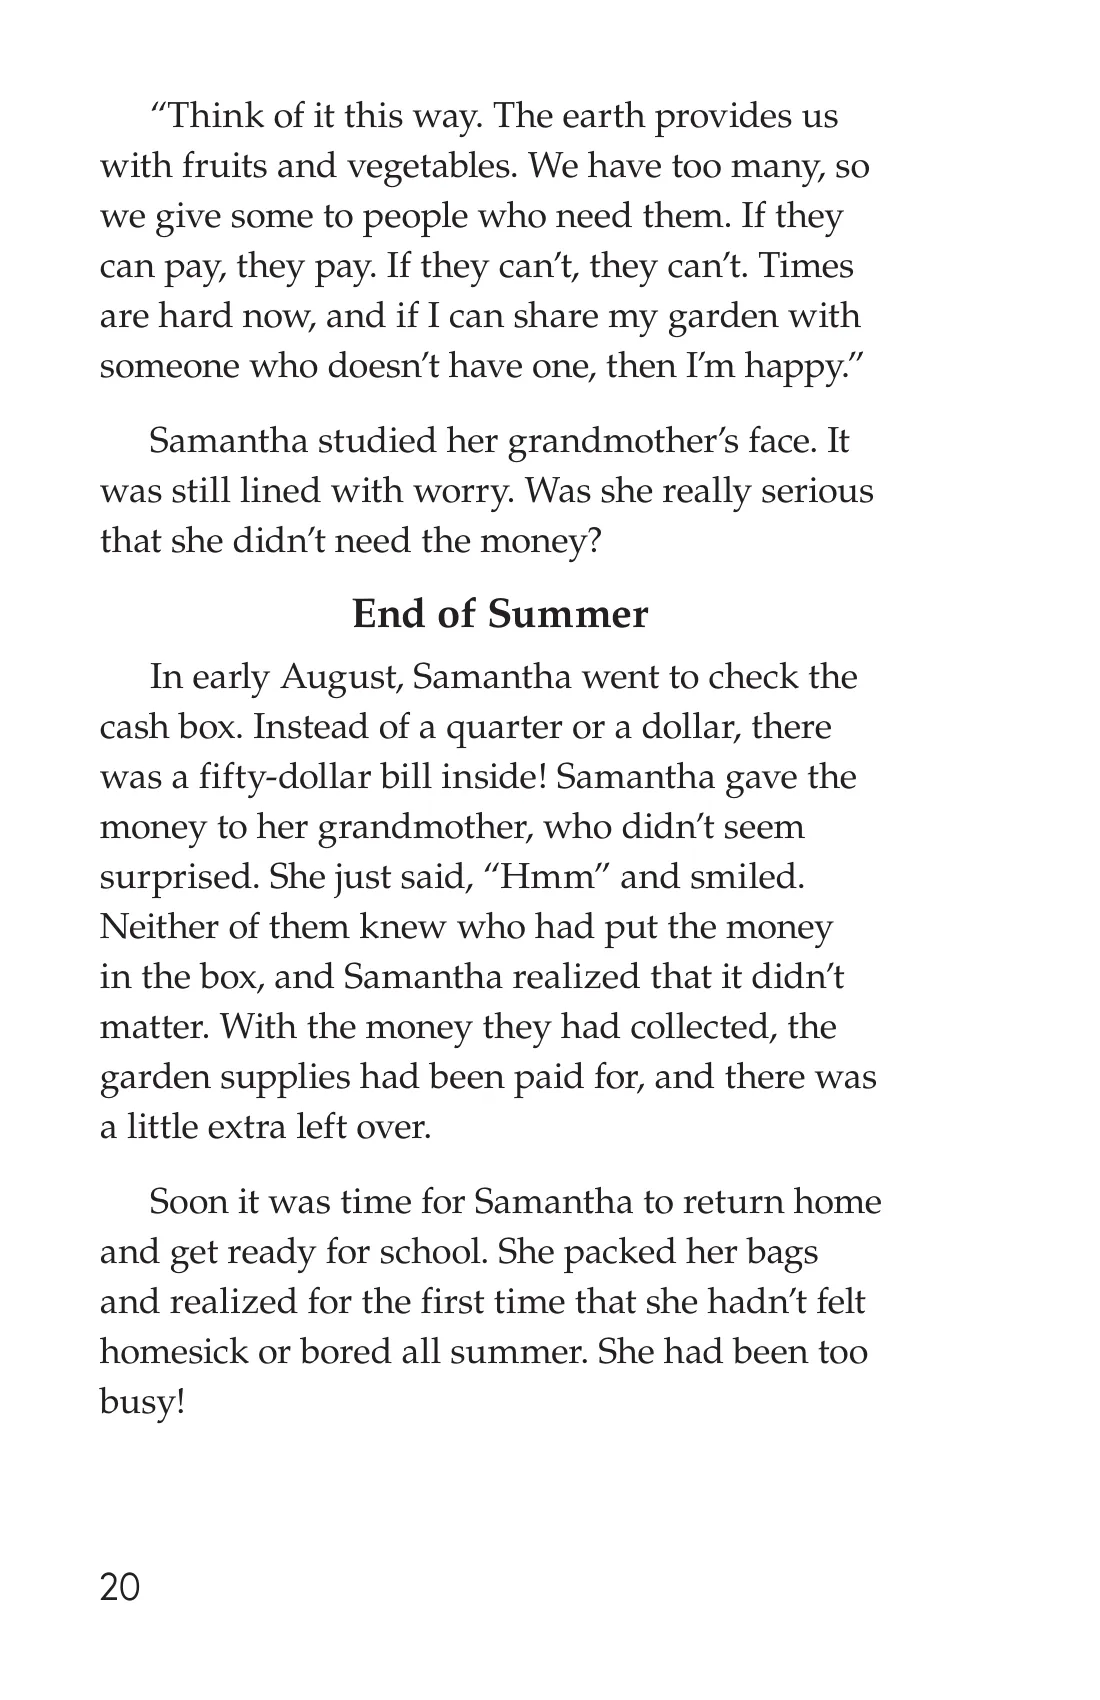 “Think of it this way. The earth provides us
with fruits and vegetables. We have too many, so
we give some to people who need them. If they
can pay, they pay. If they can’t, they can’t. Times
are hard now, and if I can share my garden with
someone who doesn’t have one, then I’m happy.”
Samantha studied her grandmother’s face. It
was still lined with worry. Was she really serious
that she didn’t need the money?
End of Summer
In early August, Samantha went to check the
cash box. Instead of a quarter or a dollar, there
was a fifty-dollar bill inside! Samantha gave the
money to her grandmother, who didn’t seem
surprised. She just said, “Hmm” and smiled.
Neither of them knew who had put the money
in the box, and Samantha realized that it didn’t
matter. With the money they had collected, the
garden supplies had been paid for, and there was
a little extra left over.
Soon it was time for Samantha to return home
and get ready for school. She packed her bags
and realized for the first time that she hadn’t felt
homesick or bored all summer. She had been too
busy!
20